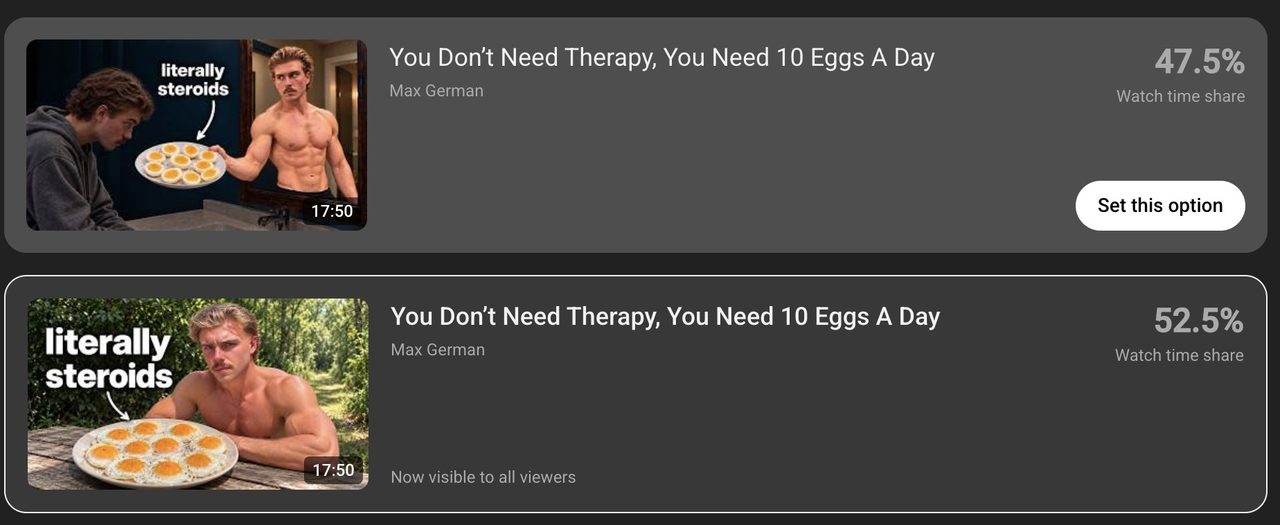 literally
steroids
17:50
You Don’t Need Therapy, You Need 10 Eggs A Day
Max German
47.5%
Watch time share
Set this option
literally
steroids
17:50
You Don’t Need Therapy, You Need 10 Eggs A Day
Max German
52.5%
Watch time share
Now visible to all viewers